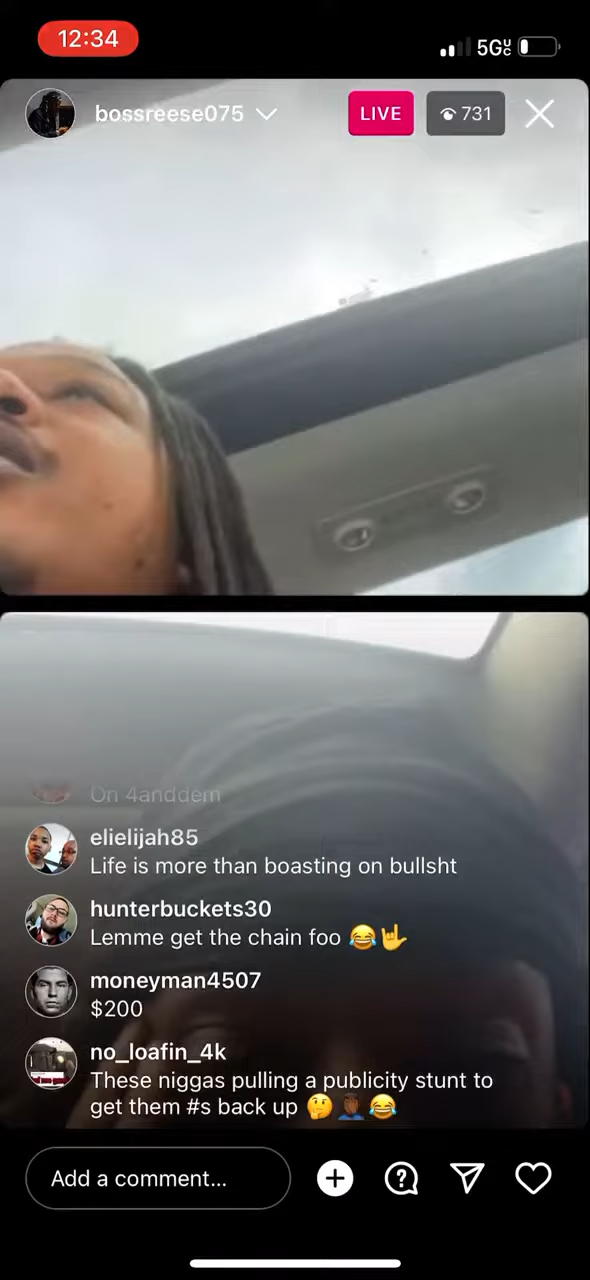 12:34
5GUC
bossreese075
LIVE
731
On 4anddem
elielijah85
Life is more than boasting on bullsht
hunterbuckets30
Lemme get the chain foo 😂🤟
moneyman4507
$200
no_loafin_4k
These niggas pulling a publicity stunt to
get them #s back up 🤔🤦🏾‍♂️😂
Add a comment...